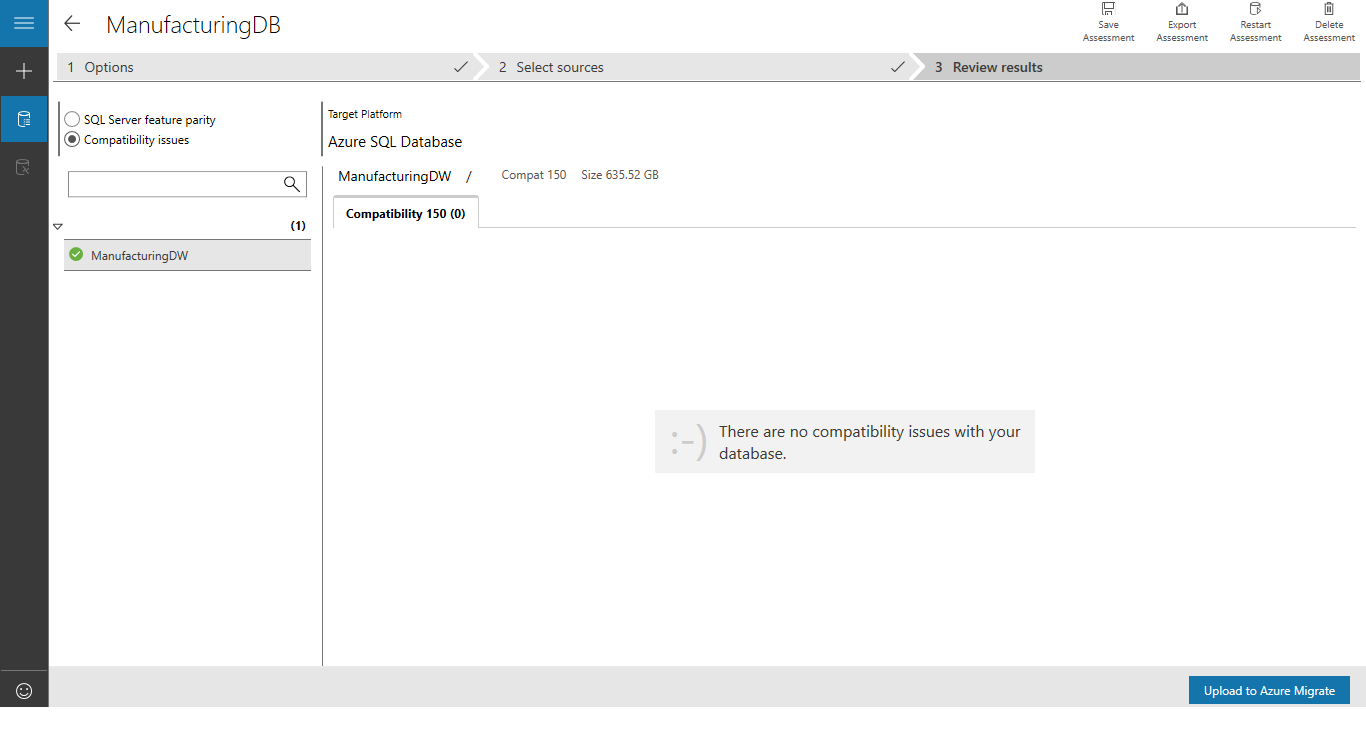 ManufacturingDB
Save Assessment
Export Assessment
Restart Assessment
Delete Assessment
1 Options
2 Select sources
3 Review results
SQL Server feature parity
Compatibility issues
(1)
ManufacturingDW
Target Platform
Azure SQL Database
ManufacturingDW / Compat 150 Size 635.52 GB
Compatibility 150 (0)
:-)
There are no compatibility issues with your
database.
Upload to Azure Migrate